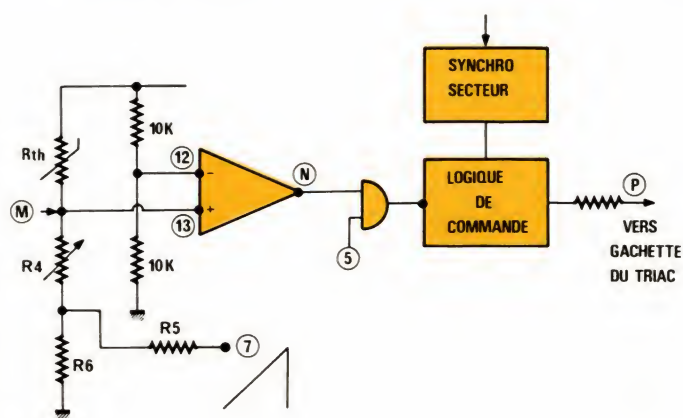 SYNCHRO
SECTEUR
Rth
10K
12
-
N
M
13
+
LOGIQUE
DE
COMMANDE
P
VERS
GACHETTE
DU TRIAC
R4
10K
5
R5
7
R6